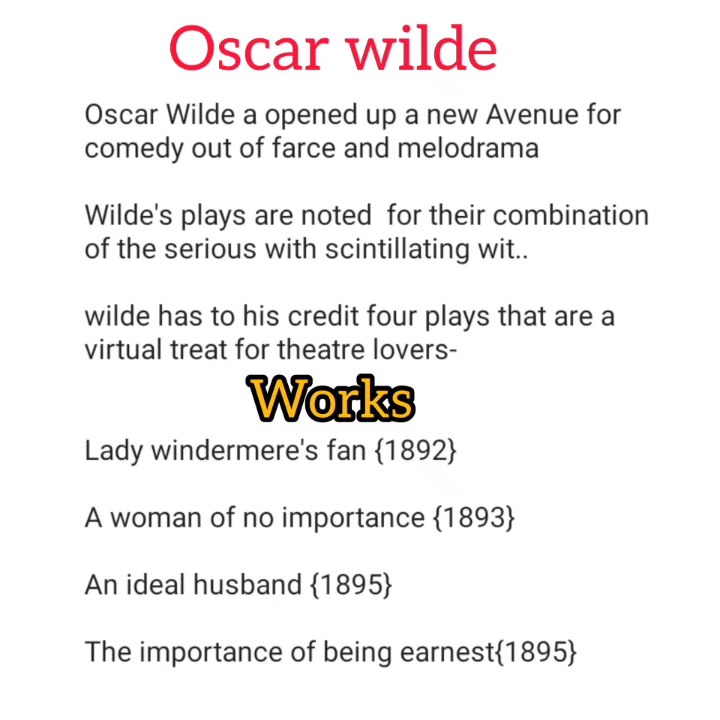 Oscar wilde
Oscar Wilde a opened up a new Avenue for
comedy out of farce and melodrama
Wilde's plays are noted  for their combination
of the serious with scintillating wit..
wilde has to his credit four plays that are a
virtual treat for theatre lovers-
Works
Lady windermere's fan {1892}
A woman of no importance {1893}
An ideal husband {1895}
The importance of being earnest{1895}